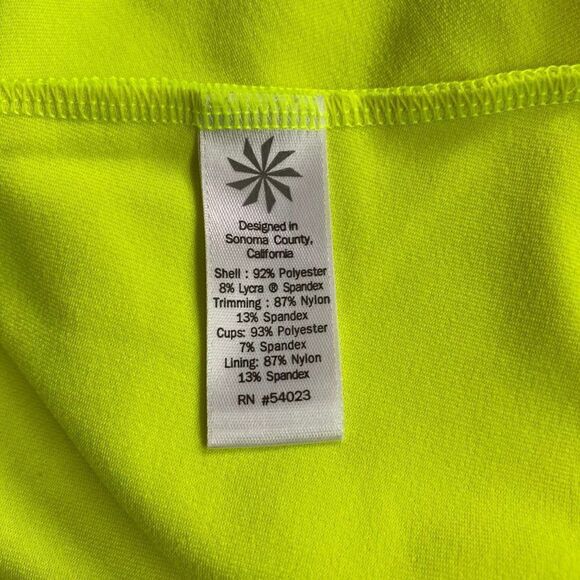 Designed in
Sonoma County,
California
Shell : 92% Polyester
8% Lycra ® Spandex
Trimming : 87% Nylon
13% Spandex
Cups: 93% Polyester
7% Spandex
Lining: 87% Nylon
13% Spandex
RN #54023